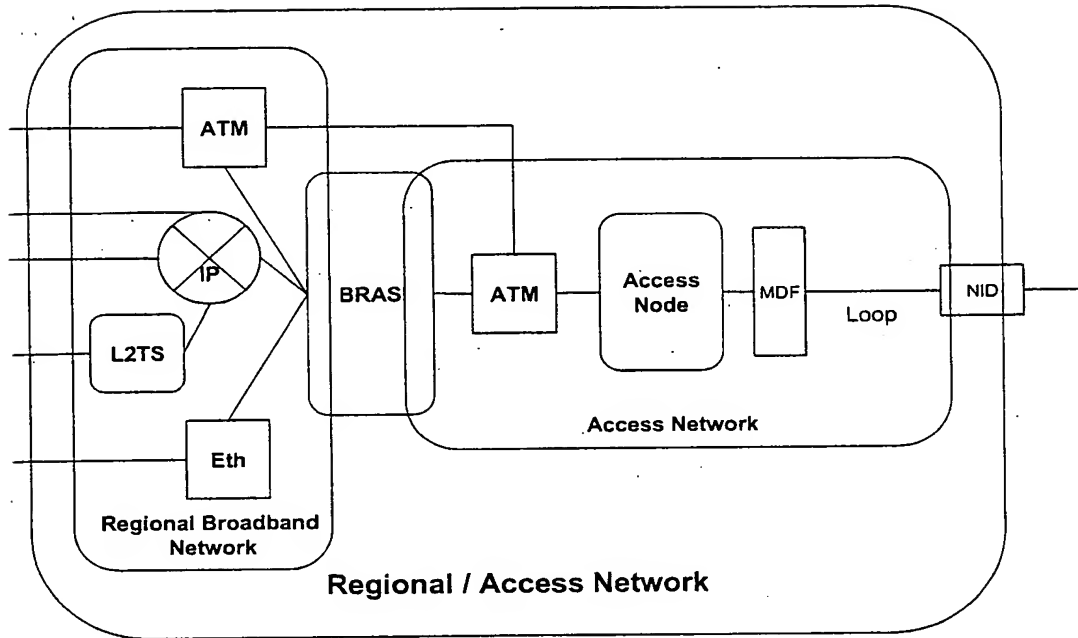 ATM
IP
L2TS
Eth
Regional Broadband
Network
BRAS
ATM
Access
Node
MDF
Loop
NID
Access Network
Regional / Access Network